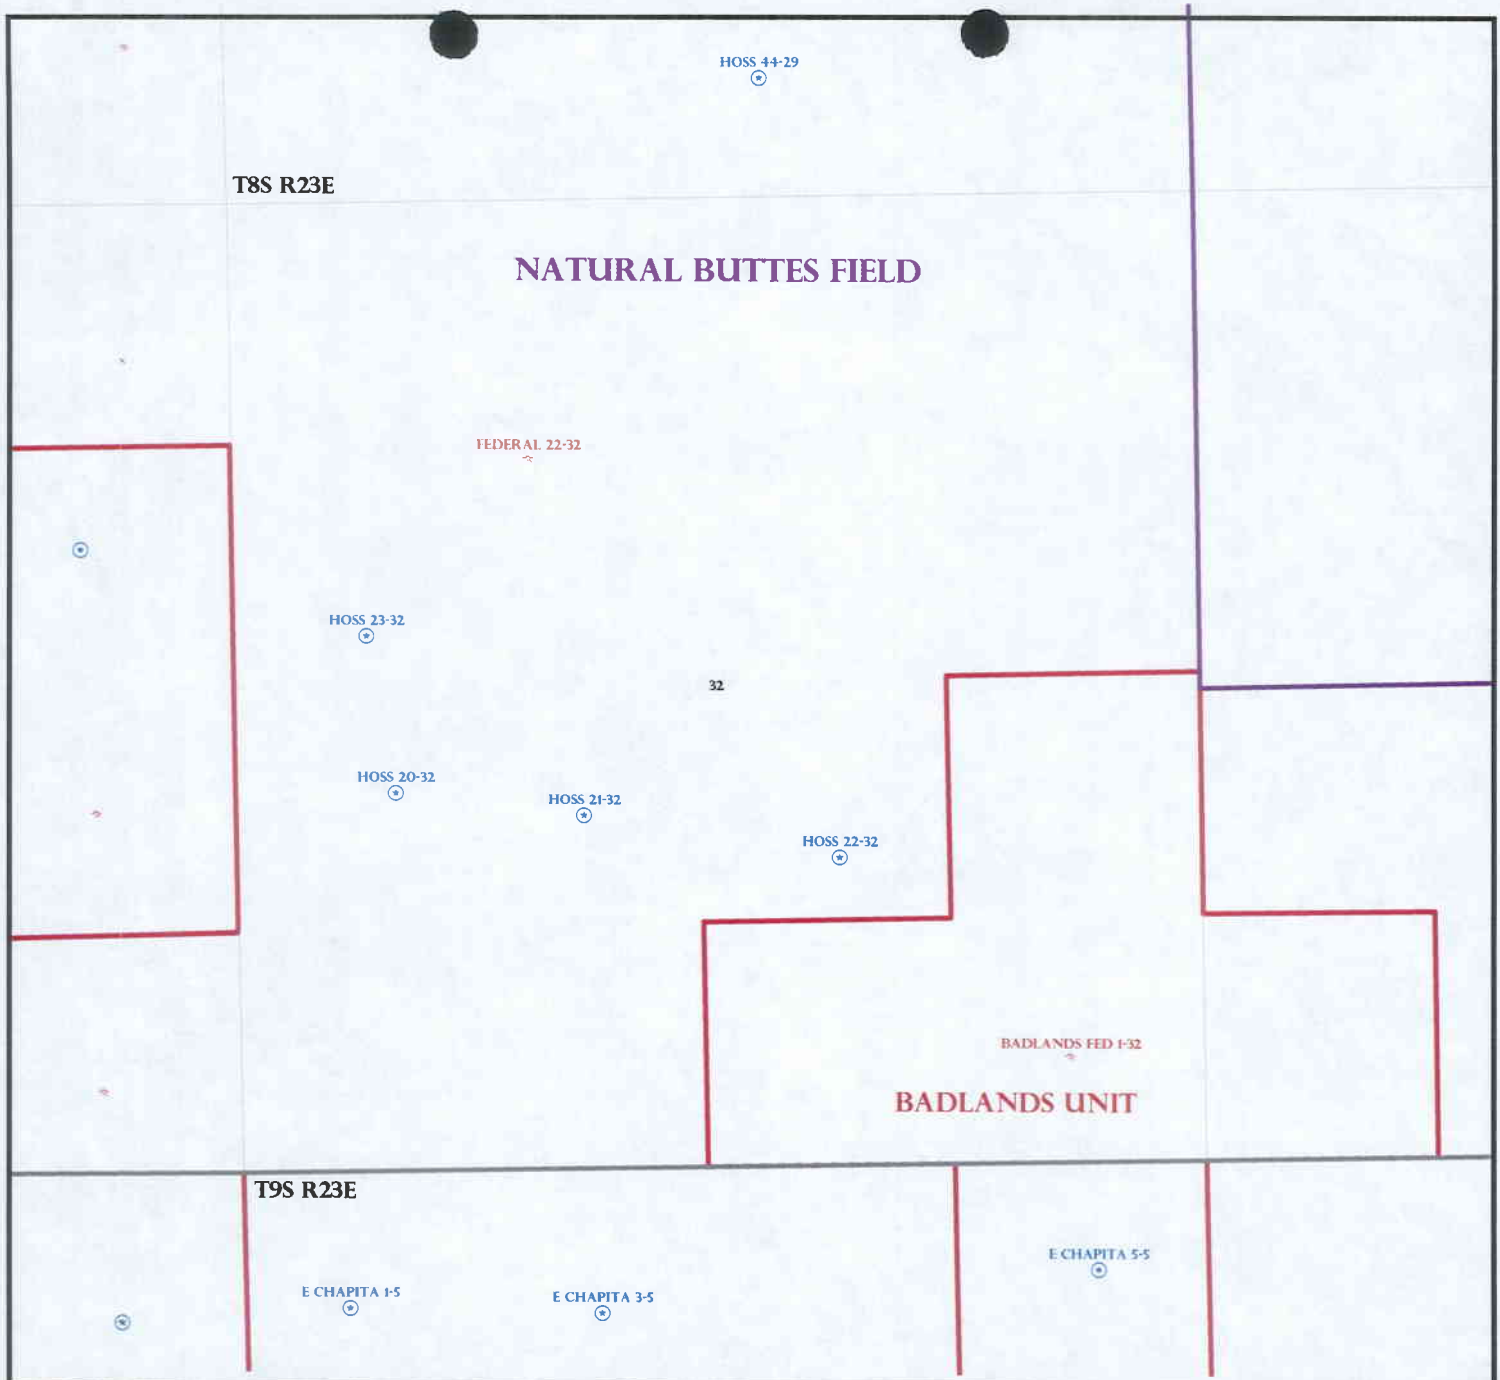 HOSS 44-29
T8S R23E
NATURAL BUTTES FIELD
FEDERAL 22-32
HOSS 23-32
32
HOSS 20-32
HOSS 21-32
HOSS 22-32
BADLANDS FED 1-32
BADLANDS UNIT
T9S R23E
E CHAPITA 5-5
E CHAPITA 1-5
E CHAPITA 3-5